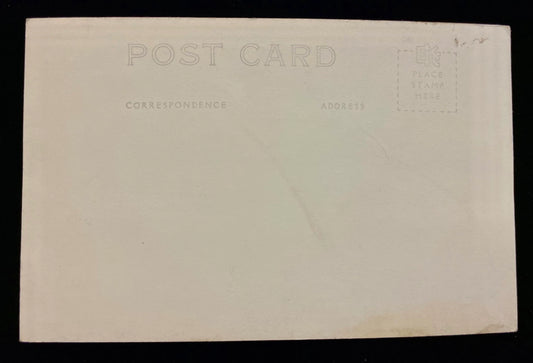 POST CARD
CORRESPONDENCE
ADDRESS
PLACE
STAMP
HERE